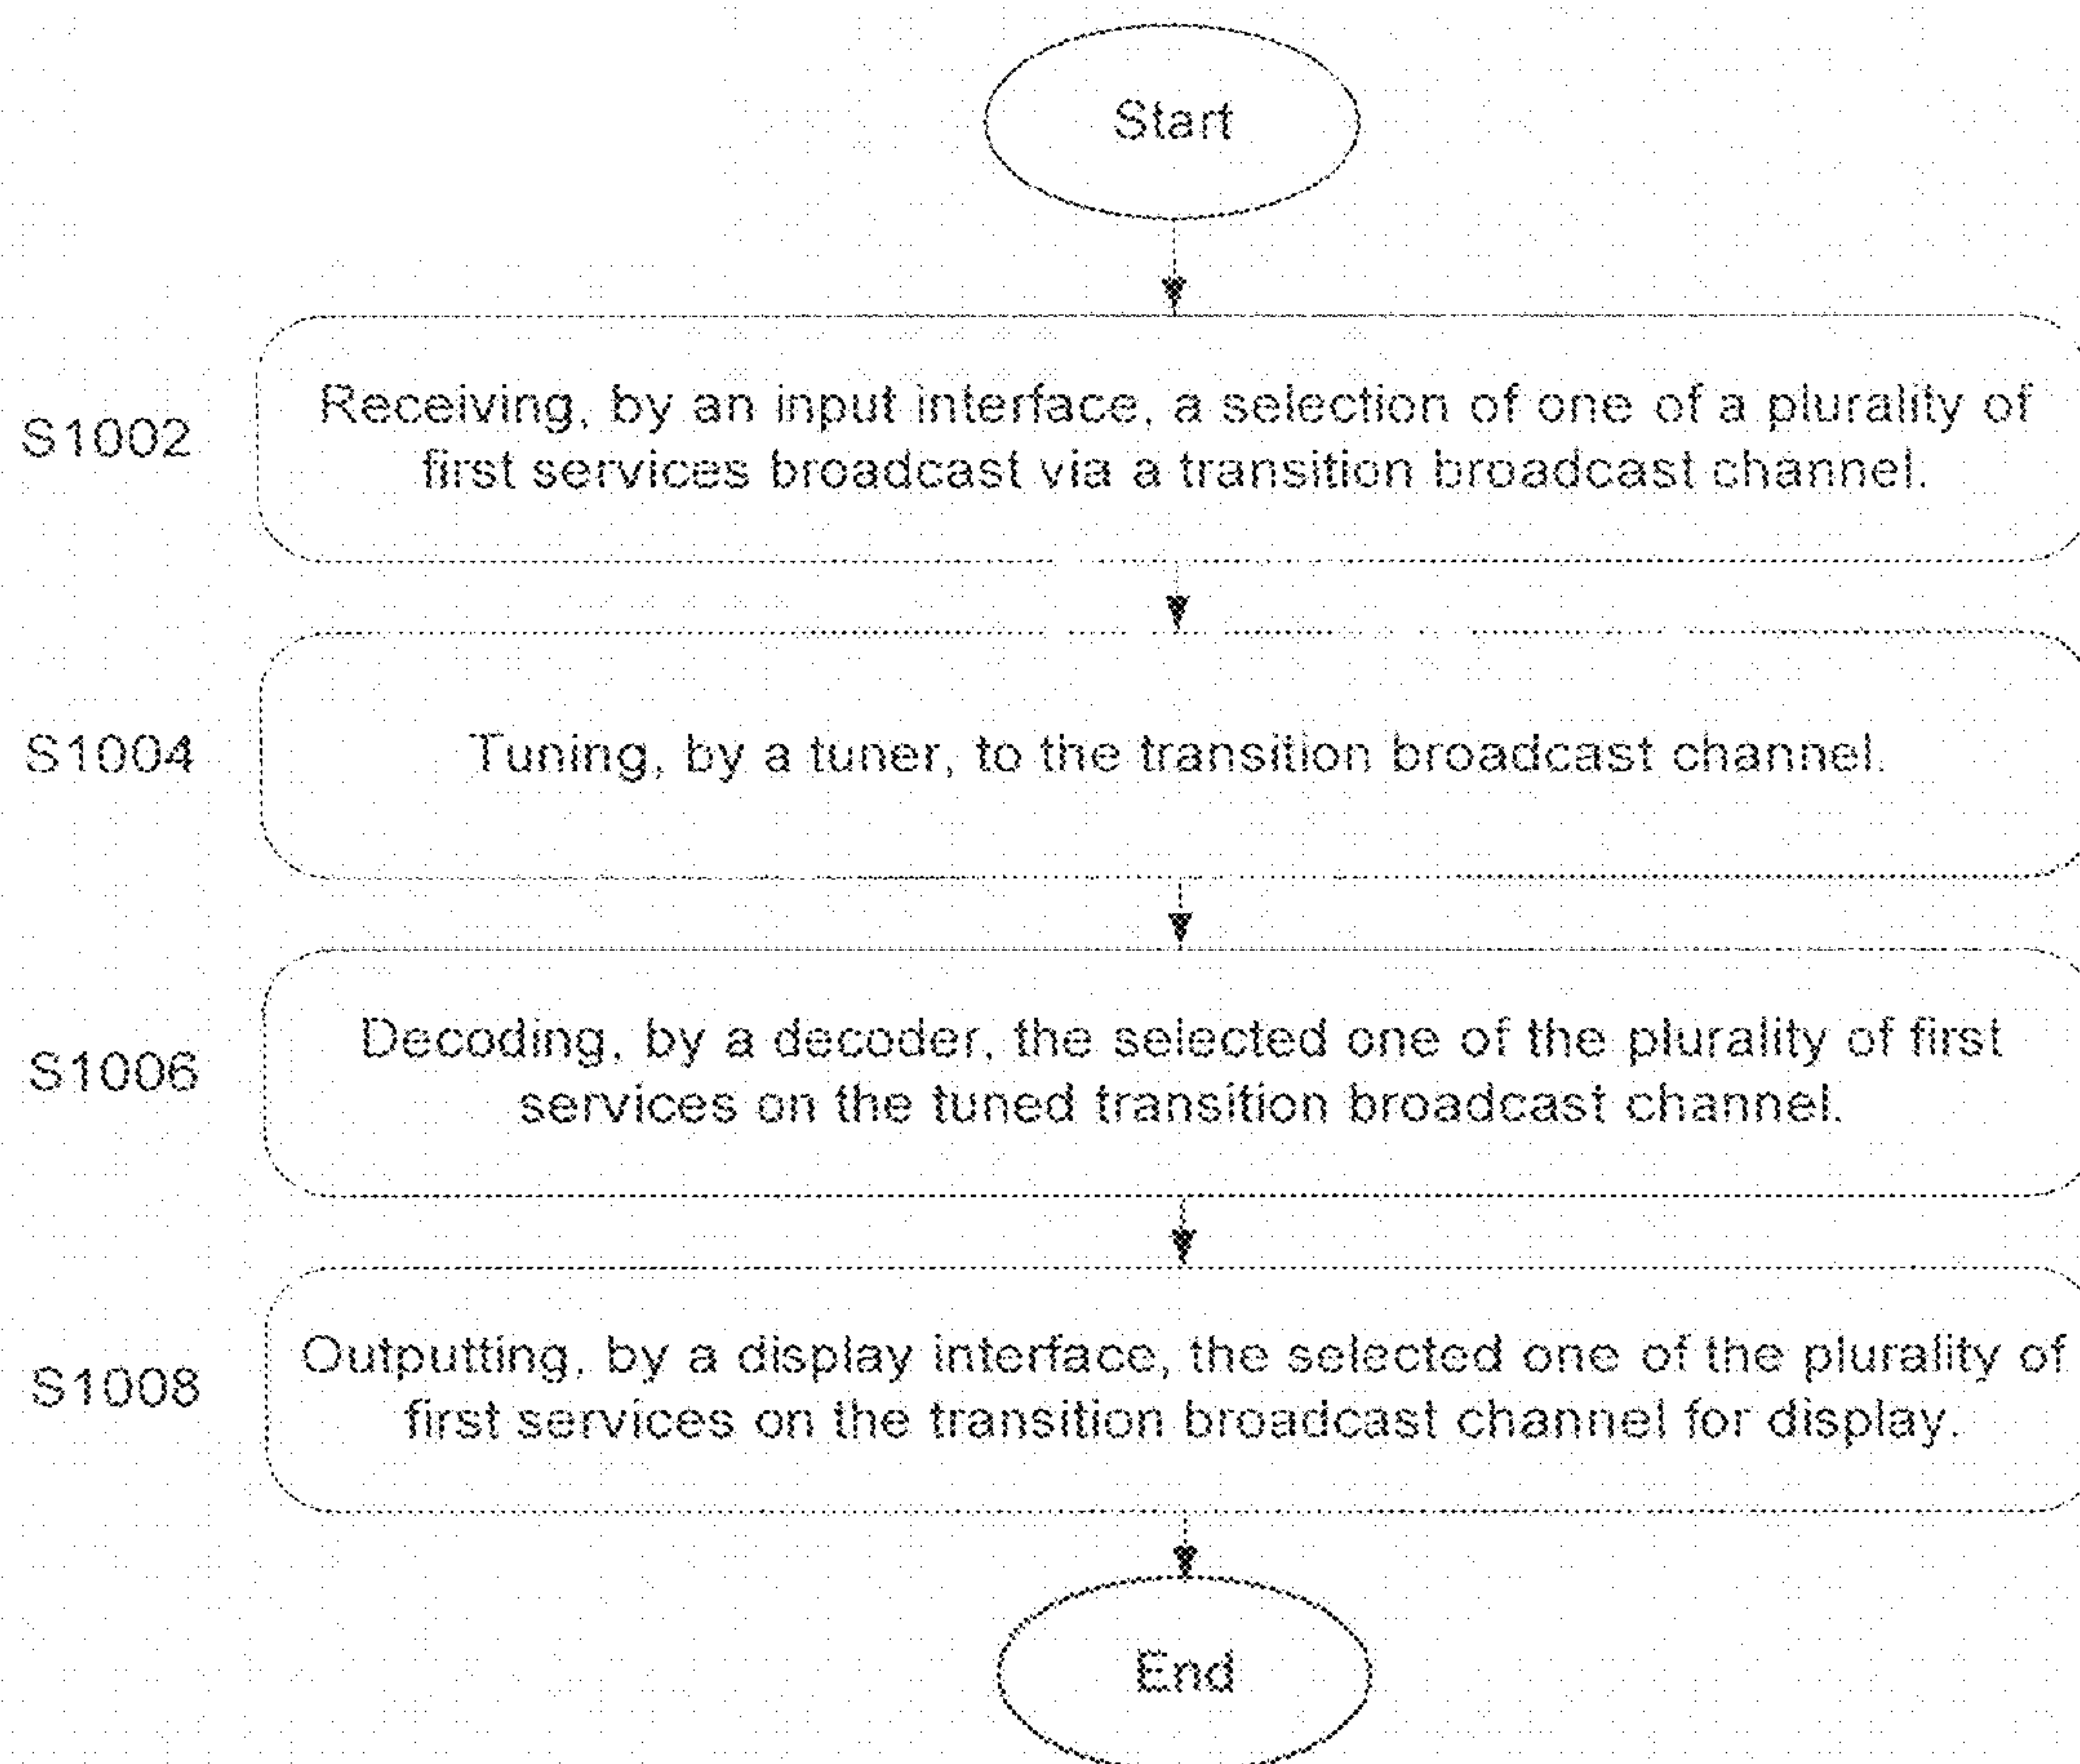 Start
S1002
Receiving, by an input interface, a selection of one of a plurality of
first services broadcast via a transition broadcast channel.
S1004
Tuning, by a tuner, to the transition broadcast channel.
S1006
Decoding, by a decoder, the selected one of the plurality of first
services on the tuned transition broadcast channel.
S1008
Outputting, by a display interface, the selected one of the plurality of
first services on the transition broadcast channel for display.
End